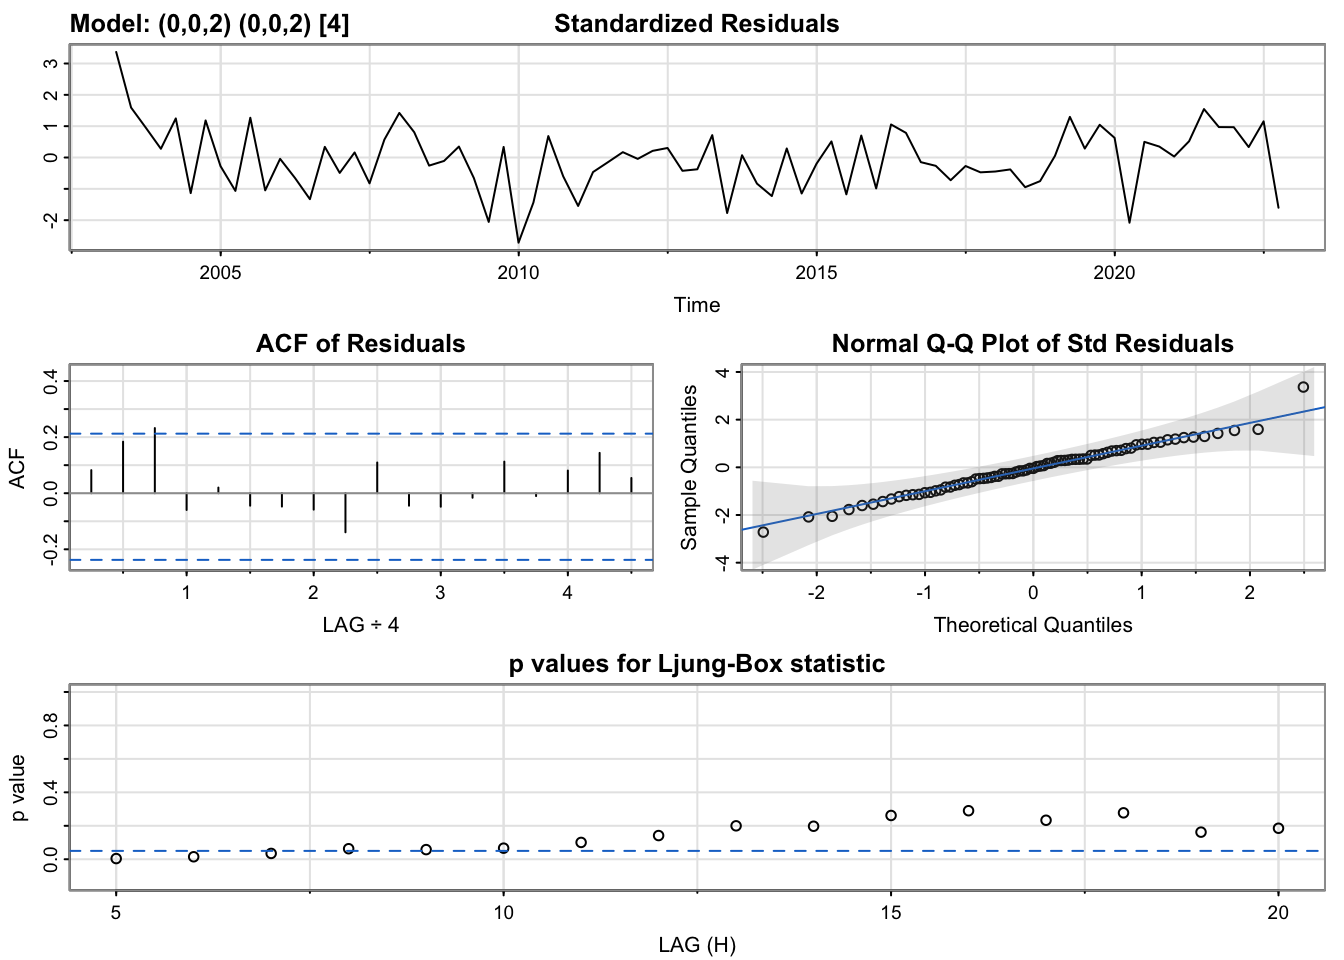 Model: (0,0,2) (0,0,2) [4]
Standardized Residuals
3
2
1
0
-2
2005 2010 2015 2020
Time
ACF of Residuals
ACF
0.4
0.2
0.0
-0.2
1 2 3 4
LAG ÷ 4
Normal Q-Q Plot of Std Residuals
Sample Quantiles
4
2
0
-2
-4
-2 -1 0 1 2
Theoretical Quantiles
p values for Ljung-Box statistic
p value
0.8
0.4
0.0
5 10 15 20
LAG (H)